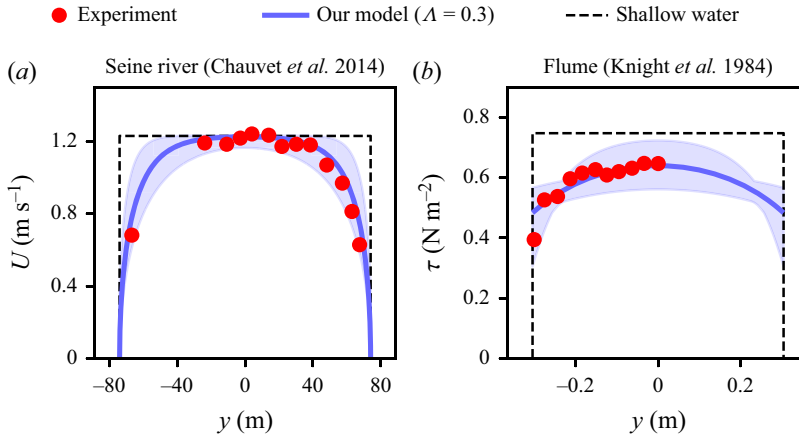 Experiment Our model (Λ = 0.3) Shallow water
(a) Seine river (Chauvet et al. 2014) (b) Flume (Knight et al. 1984)
1.2
0.8
0.4
0
U (m s⁻¹)
–80 –40 0 40 80
y (m)
0.8
0.6
0.4
0.2
0
τ (N m⁻²)
–0.2 0 0.2
y (m)